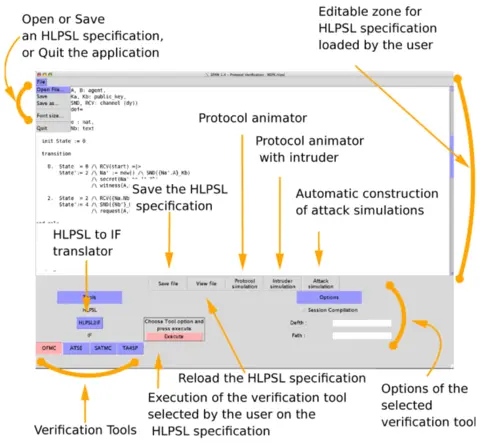 Open or Save
an HLPSL specification,
or Quit the application
Editable zone for
HLPSL specification
loaded by the user
File
Open File...
Save
Save as...
Font size...
Quit
A, B: agent,
Ka, Kb: public_key,
SND, RCV: channel (dy))
def=
s : nat,
Nb: text
init State := 0
transition
0. State = 0 /\ RCV(start) =|>
State':= 2 /\ Na' := new() /\ SND({Na'.A}_Kb)
/\ secret(Na'
/\ witness(A,
2. State = 2 /\ RCV({Na.Nb
State':= 4 /\ SND({Nb'}_
/\ request(A,
Protocol animator
Protocol animator
with intruder
Save the HLPSL
specification
Automatic construction
of attack simulations
HLPSL to IF
translator
Save file
View file
Protocol
simulation
Intruder
simulation
Attack
simulation
Tools
Options
HLPSL
Session Compilation
HLPSL2IF
Choose Tool option and
press execute
Execute
Defth :
Path :
IF
OFMC
ATSE
SATMC
TA4SP
Reload the HLPSL specification
Execution of the verification tool
selected by the user on the
HLPSL specification
Options of the
selected
verification tool
Verification Tools